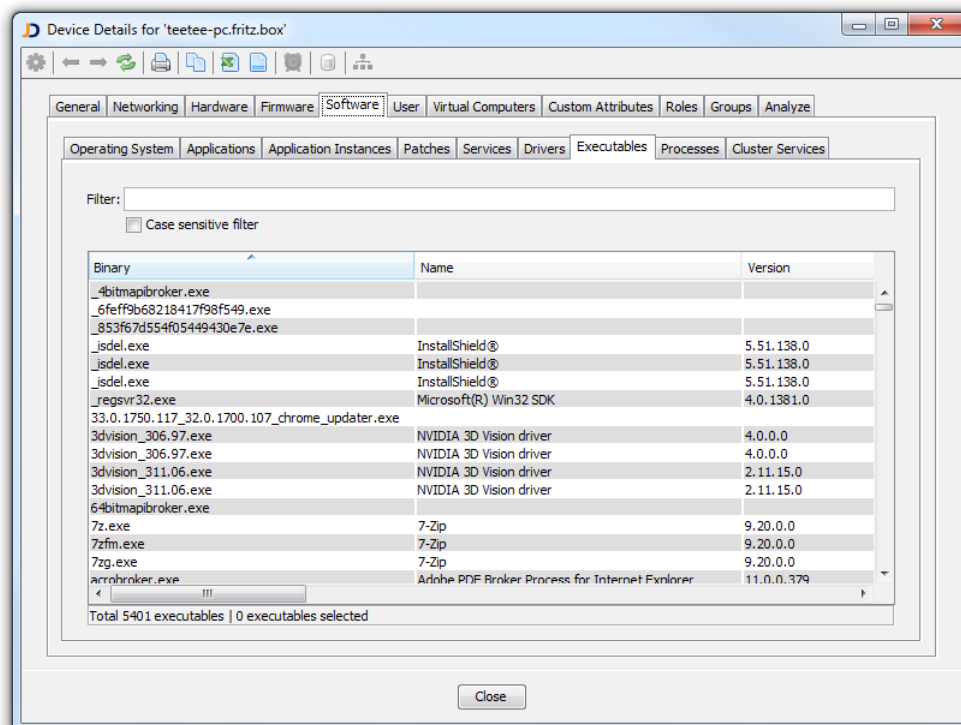 Device Details for 'teetee-pc.fritz.box'
General Networking Hardware Firmware Software User Virtual Computers Custom Attributes Roles Groups Analyze
Operating System Applications Application Instances Patches Services Drivers Executables Processes Cluster Services
Filter:
Case sensitive filter
Binary Name Version
_4bitmapibroker.exe
_6feff9b68218417f98f549.exe
_853f67d554f05449430e7e.exe
_isdel.exe InstallShield® 5.51.138.0
_isdel.exe InstallShield® 5.51.138.0
_isdel.exe InstallShield® 5.51.138.0
_regsvr32.exe Microsoft(R) Win32 SDK 4.0.1381.0
33.0.1750.117_32.0.1700.107_chrome_updater.exe
3dvision_306.97.exe NVIDIA 3D Vision driver 4.0.0.0
3dvision_306.97.exe NVIDIA 3D Vision driver 4.0.0.0
3dvision_311.06.exe NVIDIA 3D Vision driver 2.11.15.0
3dvision_311.06.exe NVIDIA 3D Vision driver 2.11.15.0
64bitmapibroker.exe
7z.exe 7-Zip 9.20.0.0
7zfm.exe 7-Zip 9.20.0.0
7zg.exe 7-Zip 9.20.0.0
acrobroker.exe Adobe PDF Broker Process for Internet Explorer 11.0.0.379
Total 5401 executables | 0 executables selected
Close